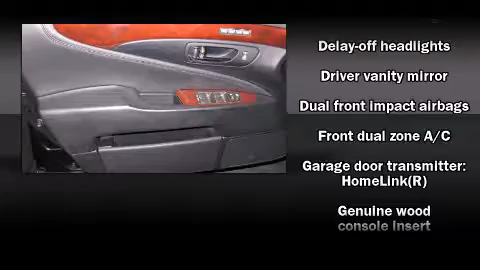 Delay-off headlights
Driver vanity mirror
Dual front impact airbags
Front dual zone A/C
Garage door transmitter:
HomeLink(R)
Genuine wood
console insert